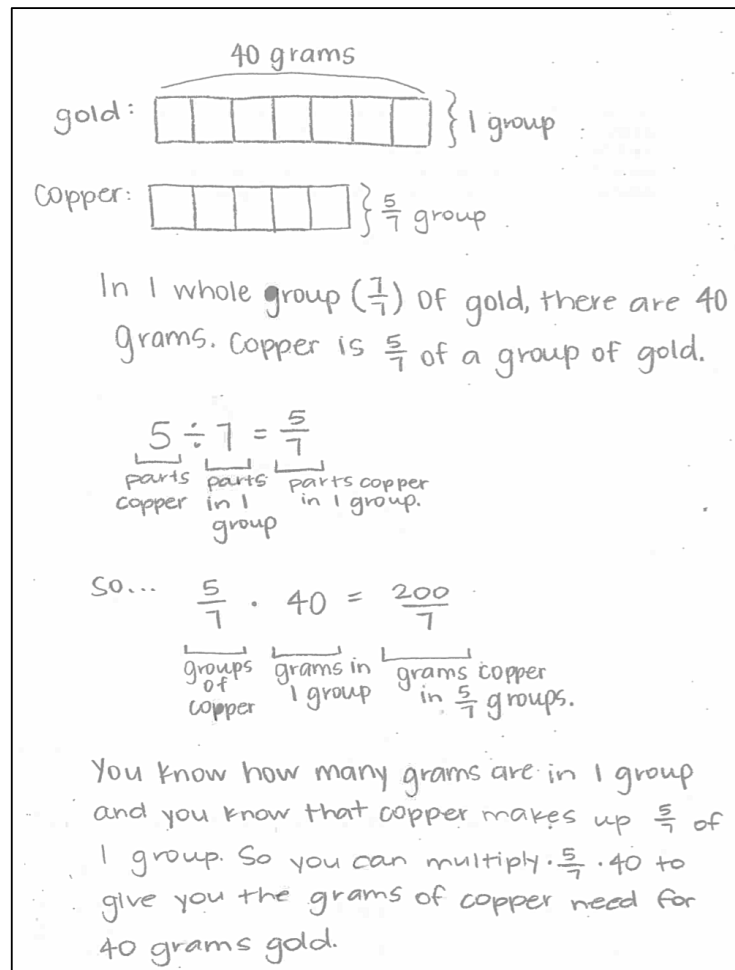 40 grams
gold: } 1 group
copper: } 5/7 group
In 1 whole group (7/7) of gold, there are 40
grams. Copper is 5/7 of a group of gold.
5 ÷ 7 = 5/7
parts parts parts copper
copper in 1 in 1 group.
group
So... 5/7 · 40 = 200/7
groups grams in grams copper
of 1 group in 5/7 groups.
copper
You know how many grams are in 1 group
and you know that copper makes up 5/7 of
1 group. So you can multiply · 5/7 · 40 to
give you the grams of copper need for
40 grams gold.